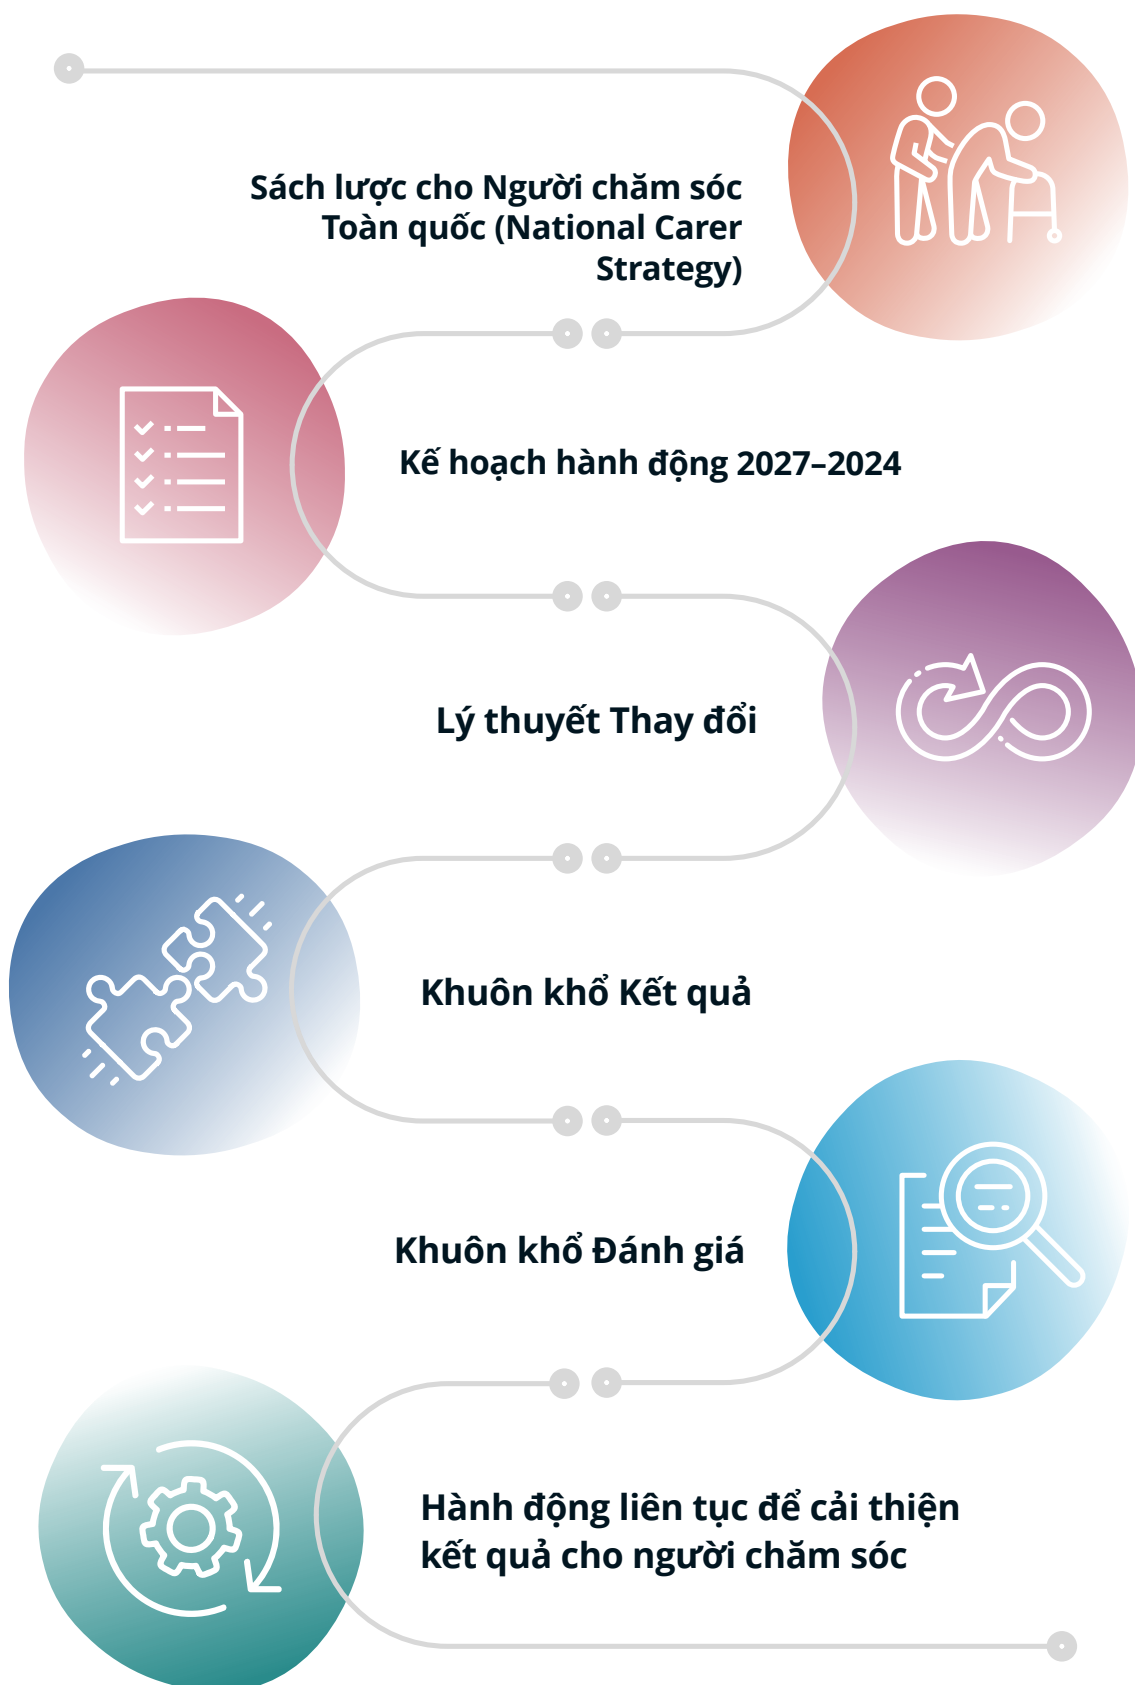 Sách lược cho Người chăm sóc
Toàn quốc (National Carer
Strategy)
Kế hoạch hành động 2027–2024
Lý thuyết Thay đổi
Khuôn khổ Kết quả
Khuôn khổ Đánh giá
Hành động liên tục để cải thiện
kết quả cho người chăm sóc